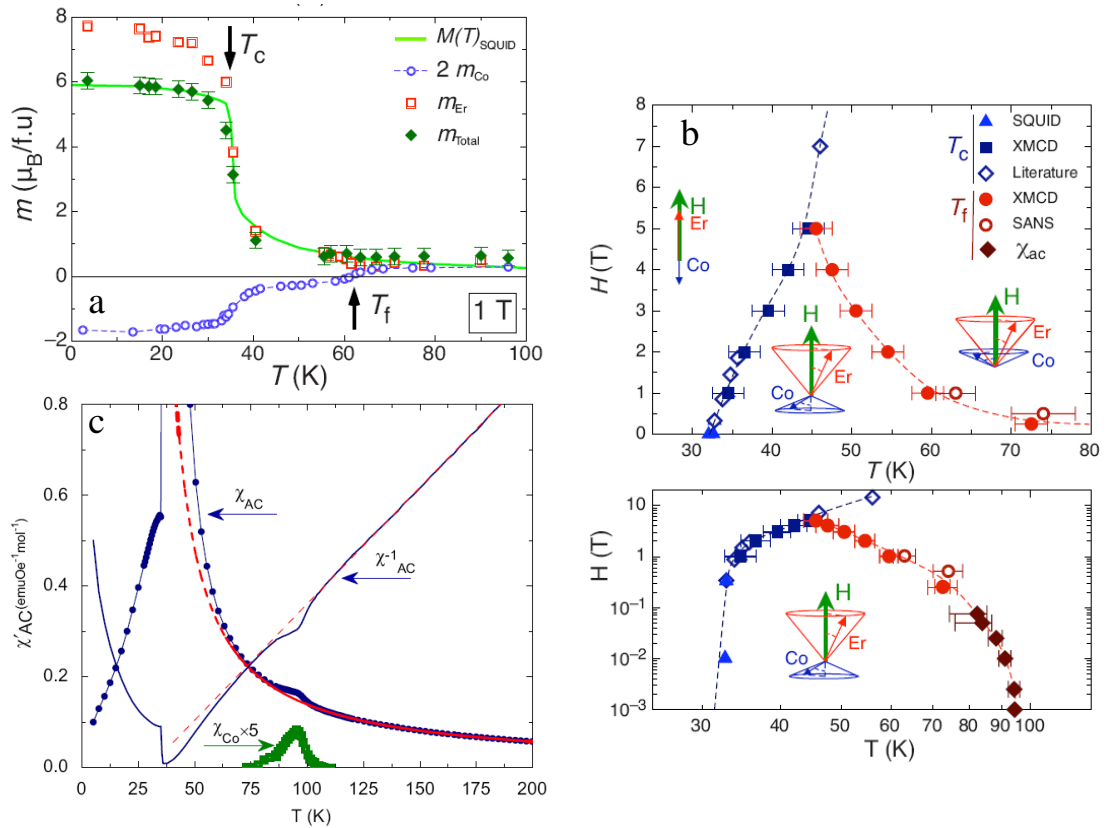 8
6
4
2
0
−2
m (μB/f.u)
0 20 40 60 80 100
T (K)
Tc
Tf
M(T)SQUID
2 mCo
mEr
mTotal
a
1 T
b
8
7
6
5
4
3
2
1
0
H (T)
30 40 50 60 70 80
T (K)
SQUID
Tc XMCD
Literature
Tf XMCD
SANS
χac
H
Er
Co
H
Er
Co
H
Er
Co
c
0.8
0.6
0.4
0.2
0.0
χ'AC(emuOe-1mol-1)
0 25 50 75 100 125 150 175 200
T (K)
χAC
χ-1AC
χCo×5
10
1
10−1
10−2
10−3
H (T)
30 40 50 60 70 80 90 100
T (K)
H
Er
Co